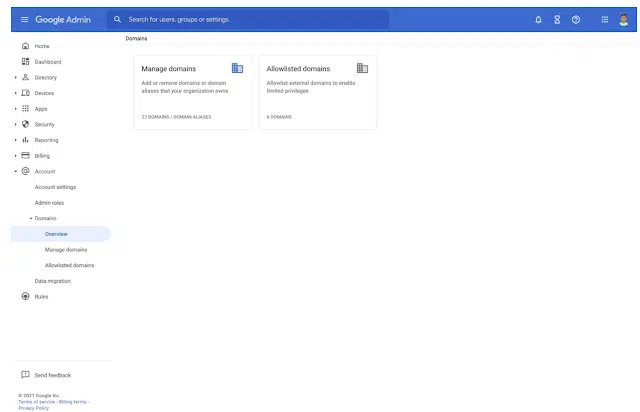 Google Admin
Search for users, groups or settings
Domains
Home
Dashboard
Directory
Devices
Apps
Security
Reporting
Billing
Account
Account settings
Admin roles
Domains
Overview
Manage domains
Allowlisted domains
Data migration
Rules
Manage domains
Add or remove domains or domain
aliases that your organization owns
27 DOMAINS / DOMAIN ALIASES
Allowlisted domains
Allowlist external domains to enable
limited privileges
6 DOMAINS
Send feedback
© 2021 Google Inc.
Terms of service - Billing terms -
Privacy Policy